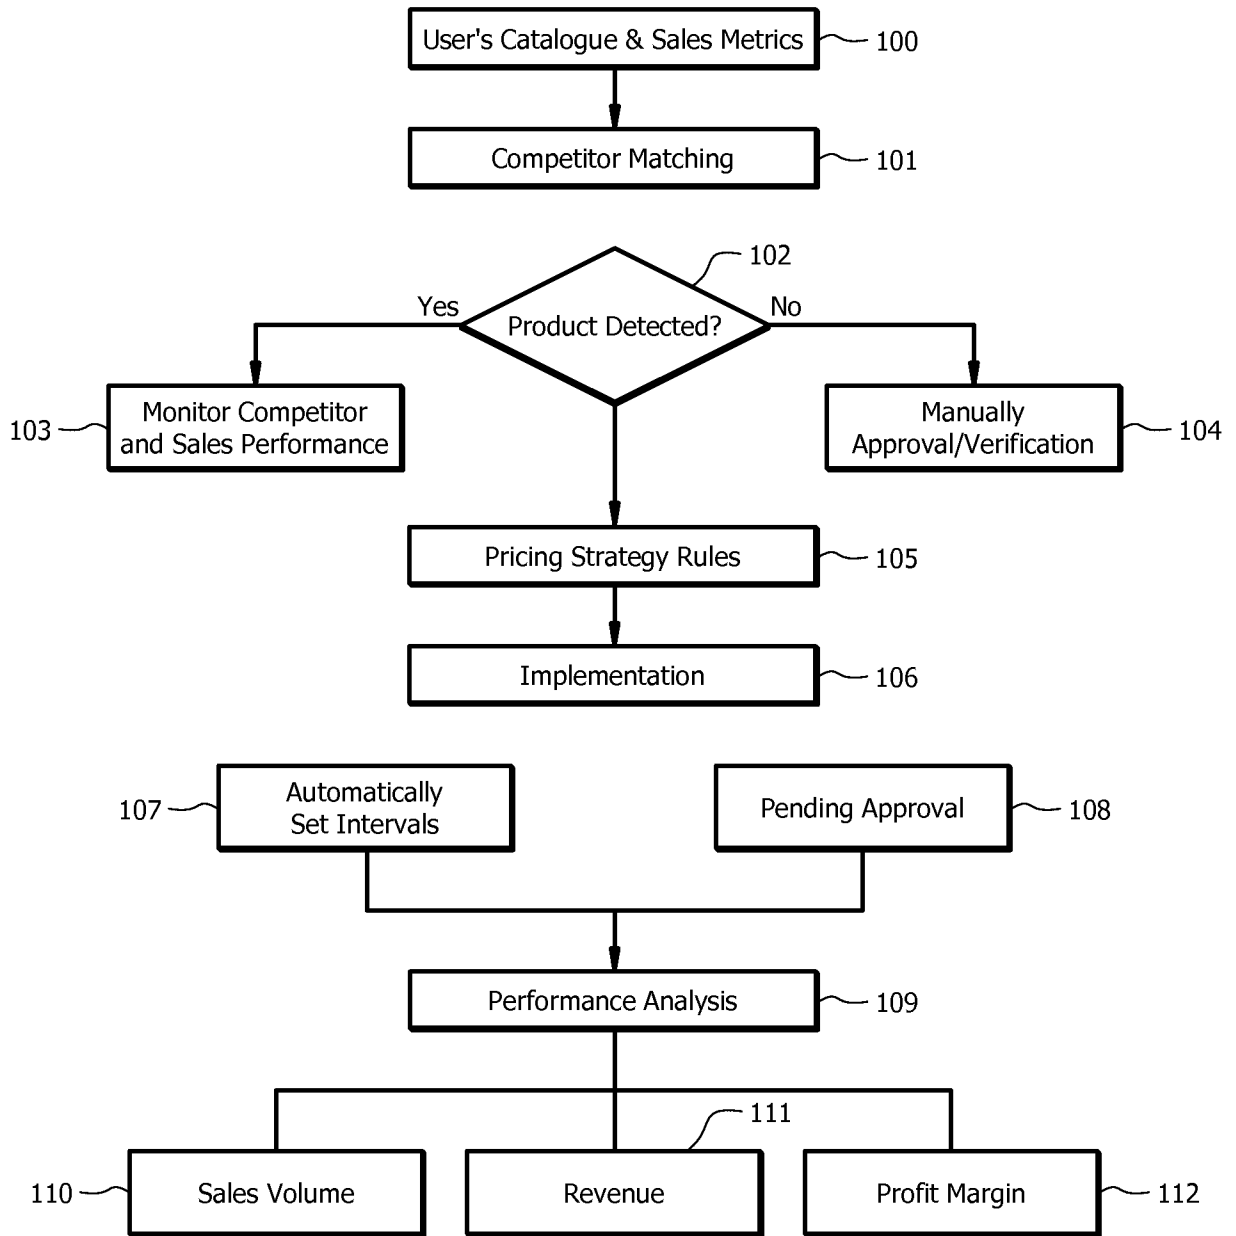 User's Catalogue & Sales Metrics
100
Competitor Matching
101
102
Yes
No
Product Detected?
103
Monitor Competitor
and Sales Performance
Manually
Approval/Verification
104
Pricing Strategy Rules
105
Implementation
106
107
Automatically
Set Intervals
Pending Approval
108
Performance Analysis
109
111
110
Sales Volume
Revenue
Profit Margin
112